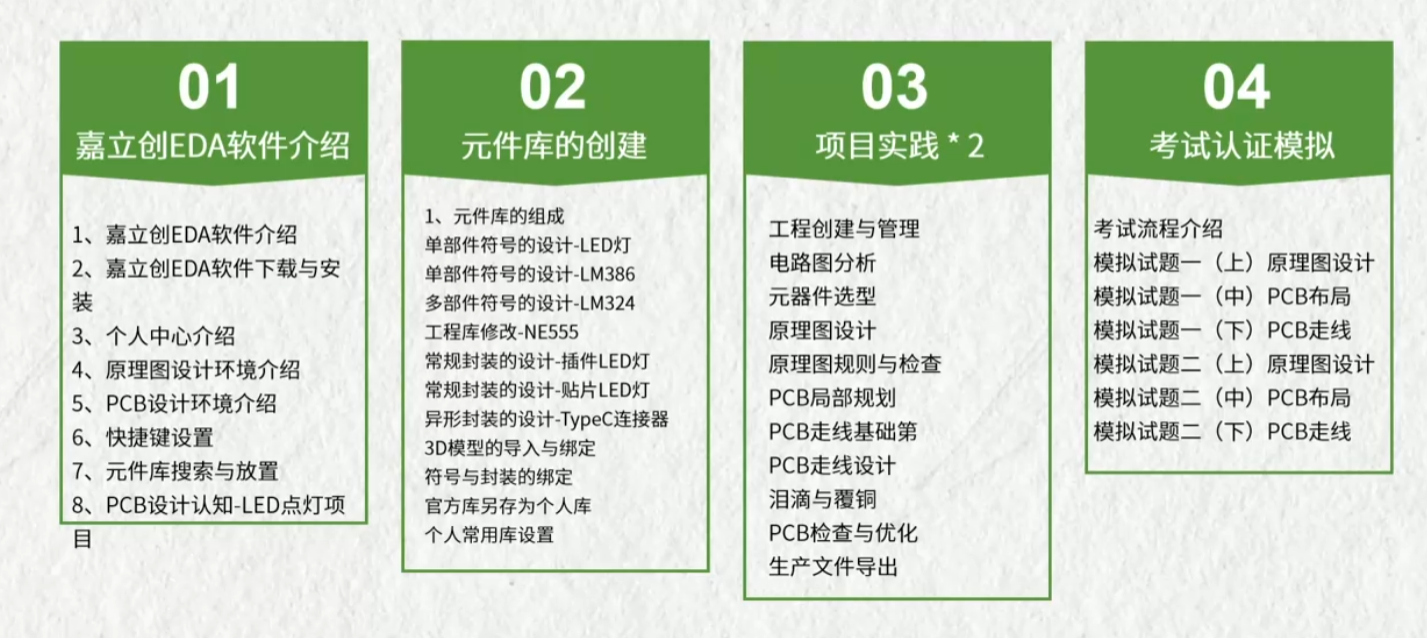 01
嘉立创EDA软件介绍
1、嘉立创EDA软件介绍
2、嘉立创EDA软件下载与安
装
3、个人中心介绍
4、原理图设计环境介绍
5、PCB设计环境介绍
6、快捷键设置
7、元件库搜索与放置
8、PCB设计认知-LED点灯项
目
02
元件库的创建
1、元件库的组成
单部件符号的设计-LED灯
单部件符号的设计-LM386
多部件符号的设计-LM324
工程库修改-NE555
常规封装的设计-插件LED灯
常规封装的设计-贴片LED灯
异形封装的设计-TypeC连接器
3D模型的导入与绑定
符号与封装的绑定
官方库另存为个人库
个人常用库设置
03
项目实践 * 2
工程创建与管理
电路图分析
元器件选型
原理图设计
原理图规则与检查
PCB局部规划
PCB走线基础第
PCB走线设计
泪滴与覆铜
PCB检查与优化
生产文件导出
04
考试认证模拟
考试流程介绍
模拟试题一（上）原理图设计
模拟试题一（中）PCB布局
模拟试题一（下）PCB走线
模拟试题二（上）原理图设计
模拟试题二（中）PCB布局
模拟试题二（下）PCB走线